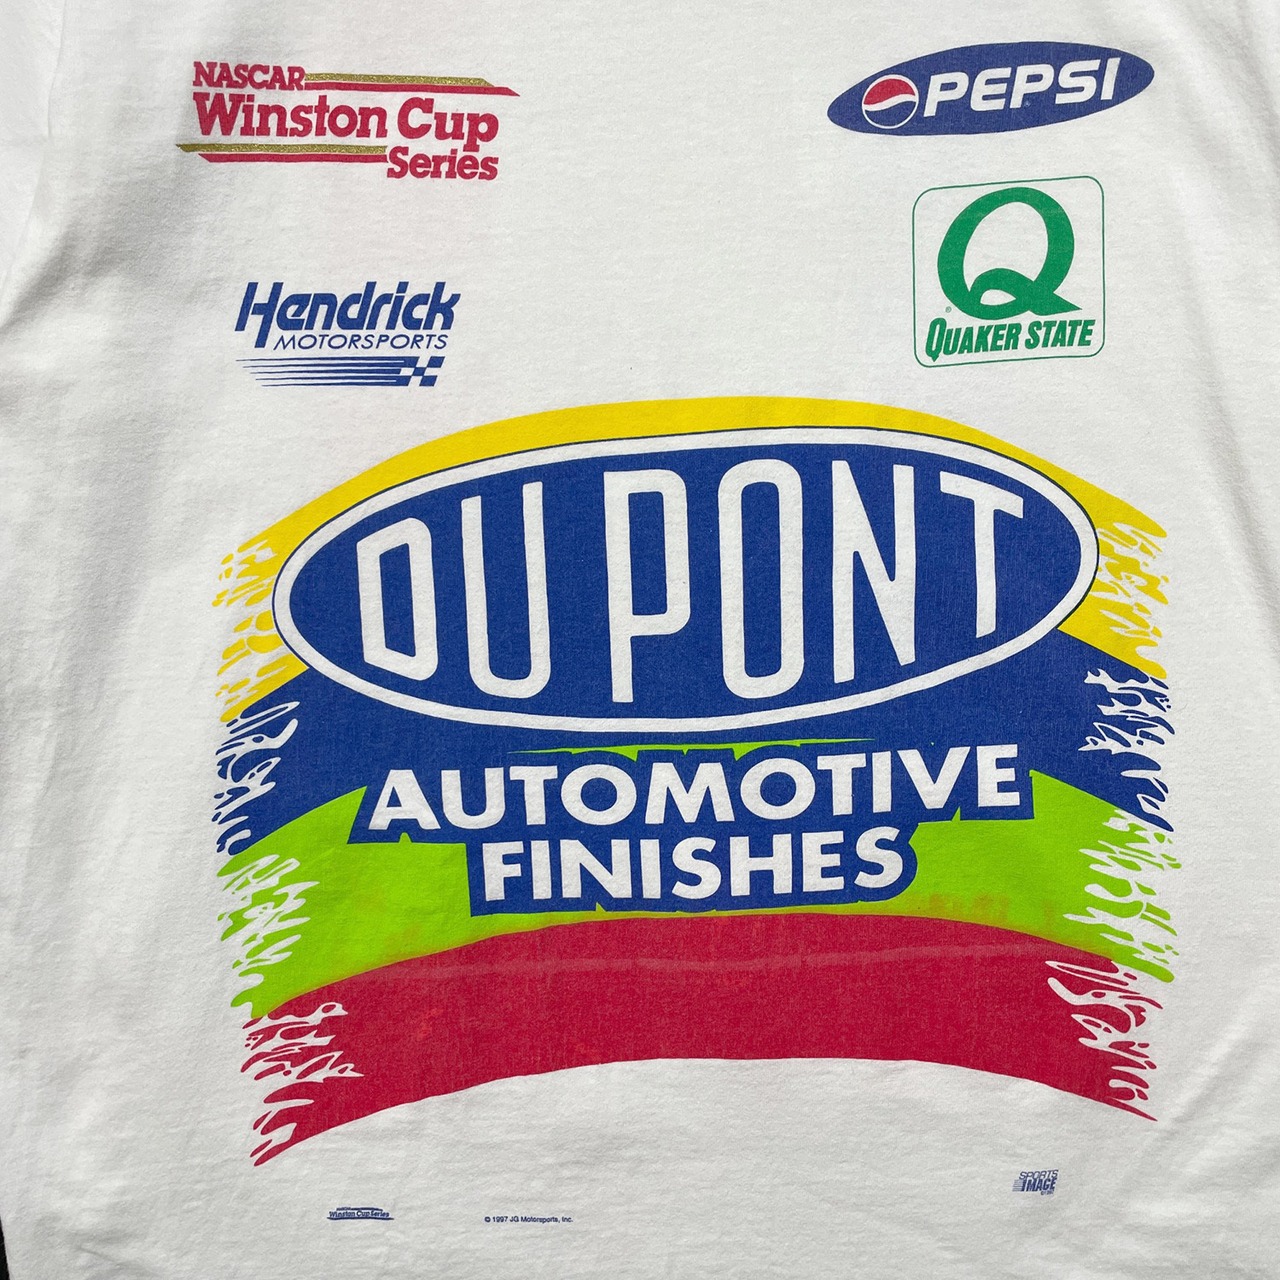 NASCAR
Winston Cup
Series
PEPSI
Hendrick
MOTORSPORTS
Q
QUAKER STATE
®
DU PONT
AUTOMOTIVE
FINISHES
SPORTS
IMAGE
Winston Cup Series
© 1997 JG Motorsports, Inc.